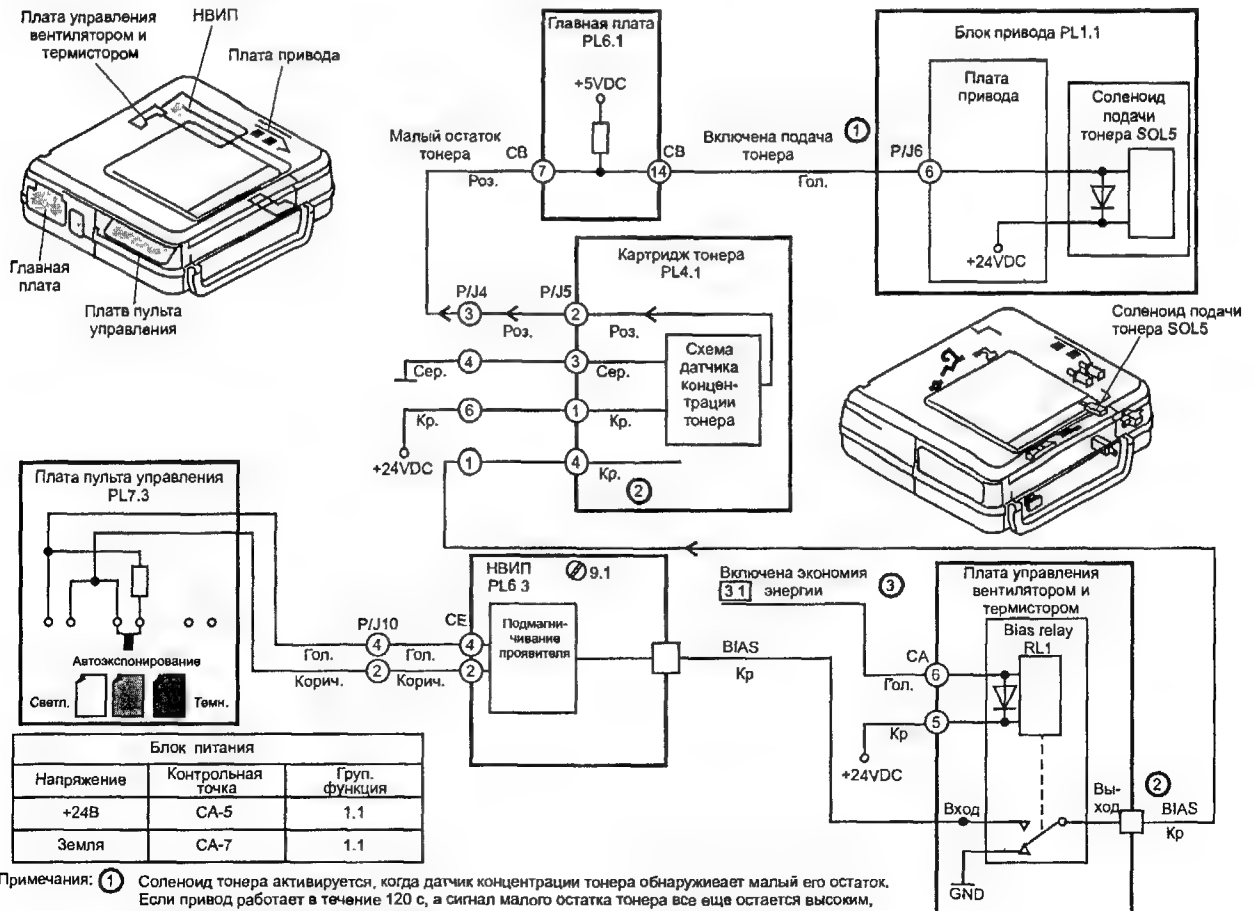 Плата управления
вентилятором и
термистором
НВИП
Плата привода
Главная
плата
Плате пульта
управления
Главная плата
PL6.1
+5VDC
Малый остаток
тонера
СВ
Роз.
7
14
СВ
Включена подача
тонера
1
Гол.
Блок привода PL1.1
Плата
привода
Соленоид
подачи
тонера SOL5
P/J6
6
+24VDC
Картридж тонера
PL4.1
P/J4
P/J5
3
2
Роз.
Роз.
4
3
Сер.
Сер.
6
1
Кр.
Кр.
+24VDC
1
4
Кр.
2
Схема
датчика
концен-
трации
тонера
Соленоид подачи
тонера SOL5
Плата пульта управления
PL7.3
Автоэкспонирование
Светл.
Темн.
P/J10
4
Гол.
Гол.
2
Корич.
Корич.
CE
4
2
НВИП
PL6 3
9.1
Подмагни-
чивание
проявителя
BIAS
Кр
Включена экономия
3 1 энергии
3
Плата управления
вентилятором и
термистором
Bias relay
RL1
CA
6
Гол.
5
Кр
+24VDC
Вход
Вы-
ход
2
BIAS
Кр
GND
Блок питания
Напряжение Контрольная точка Груп. функция
+24В СА-5 1.1
Земля СА-7 1.1
Примечания: 1 Соленоид тонера активируется, когда датчик концентрации тонера обнаруживает малый его остаток.
Если привод работает в течение 120 с, а сигнал малого остатка тонера все еще остается высоким,